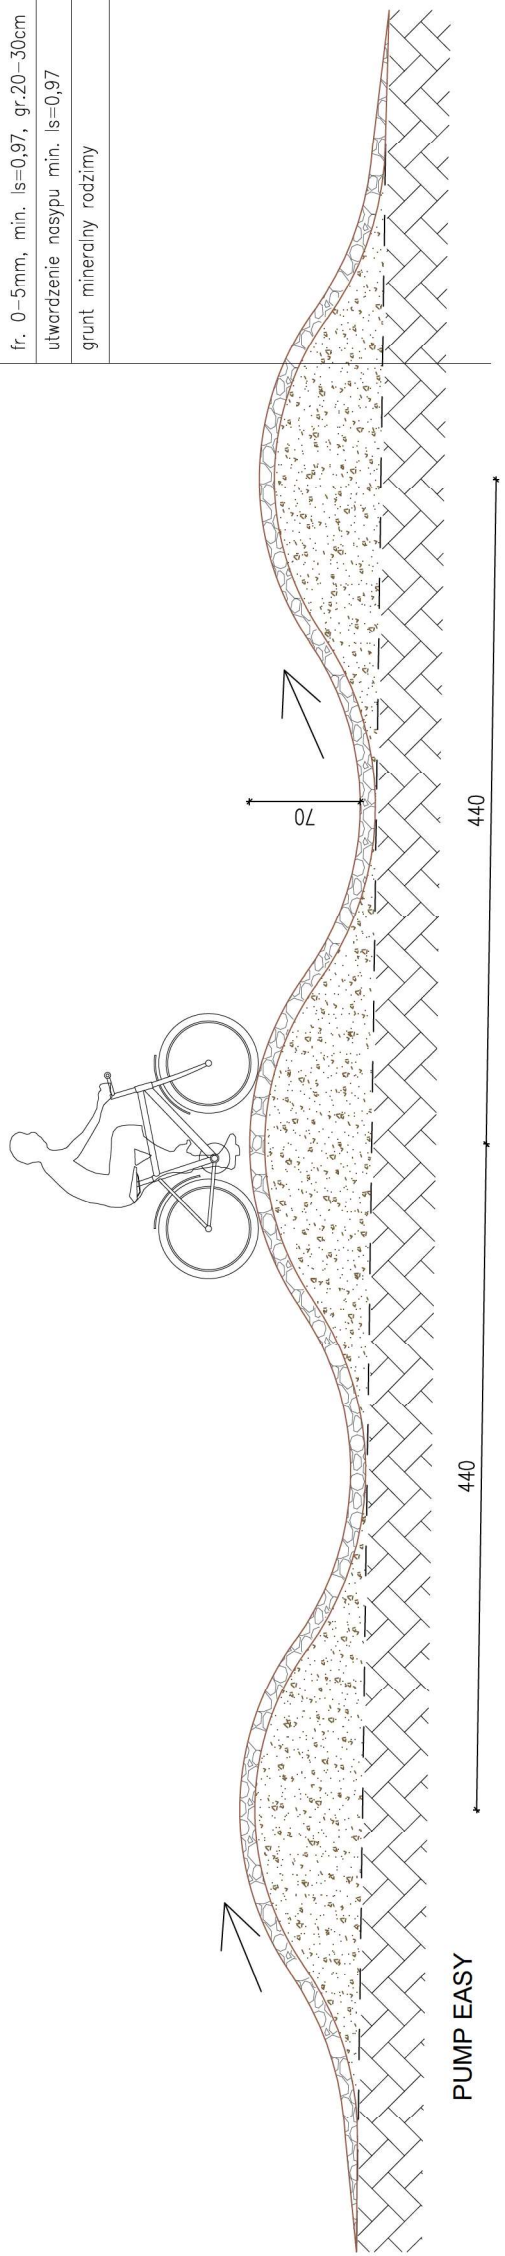 fr. 0-5mm, min. Is=0,97, gr.20-30cm
utwardzenie nasypu min. Is=0,97
grunt mineralny rodzimy
70
440
440
PUMP EASY